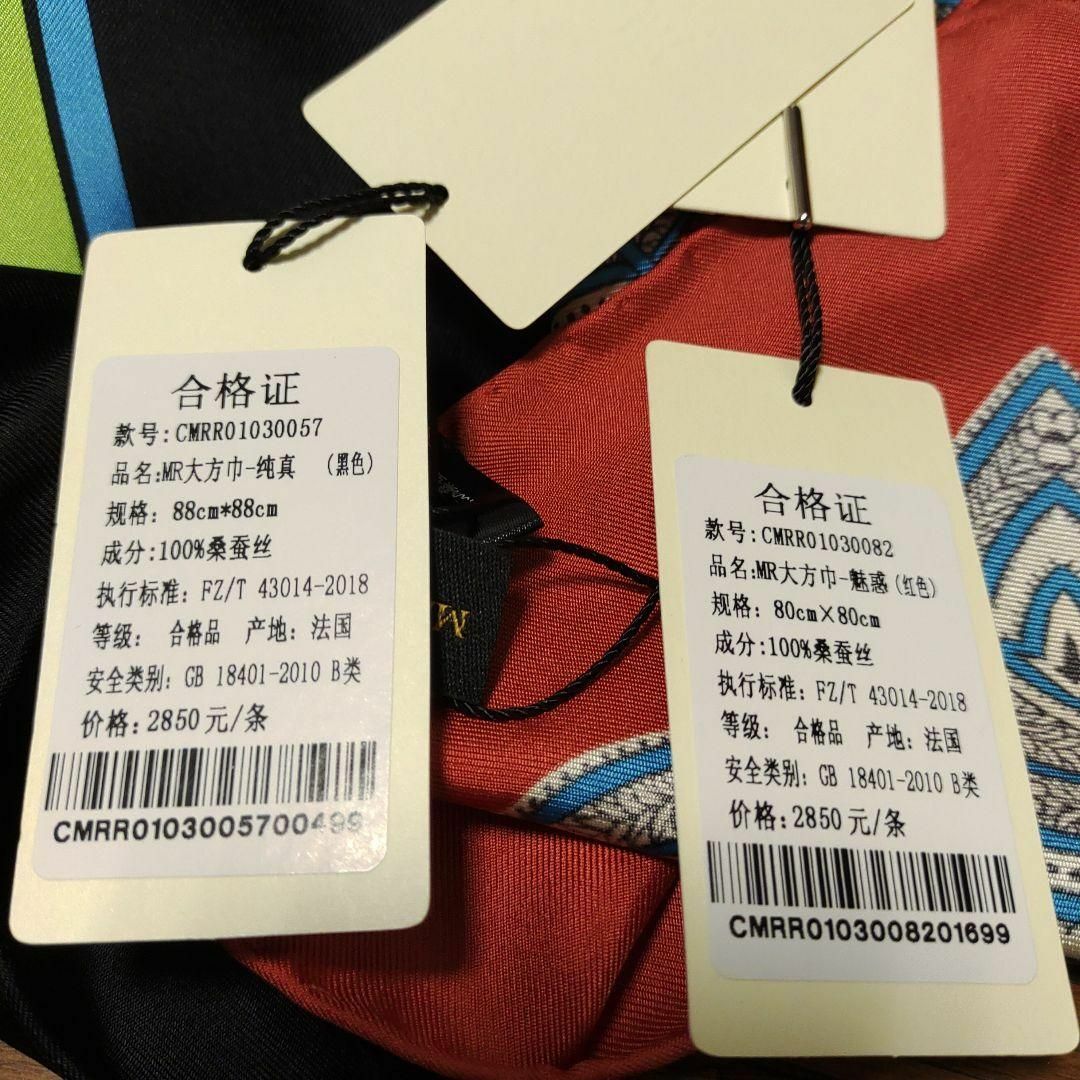 合格证
款号:CMRR01030057
品名:MR大方巾-纯真 (黑色)
规格: 88cm*88cm
成分:100%桑蚕丝
执行标准: FZ/T 43014-2018
等级: 合格品 产地: 法国
安全类别: GB 18401-2010 B类
价格:2850元/条
CMRR0103005700499
合格证
款号:CMRR01030082
品名:MR大方巾-魅惑(红色)
规格: 80cm×80cm
成分:100%桑蚕丝
执行标准: FZ/T 43014-2018
等级: 合格品 产地: 法国
安全类别: GB 18401-2010 B类
价格:2850元/条
CMRR0103008201699